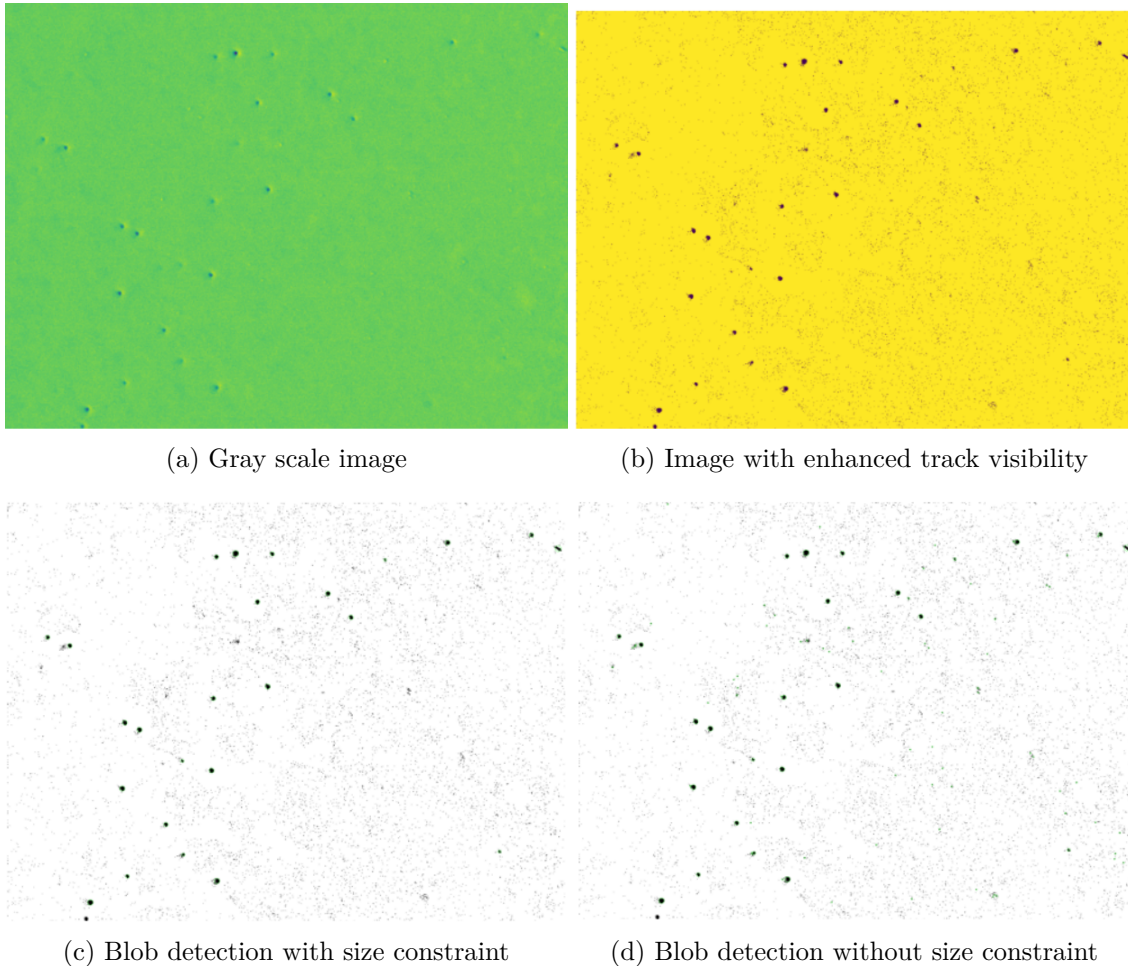 (a) Gray scale image
(b) Image with enhanced track visibility
(c) Blob detection with size constraint
(d) Blob detection without size constraint